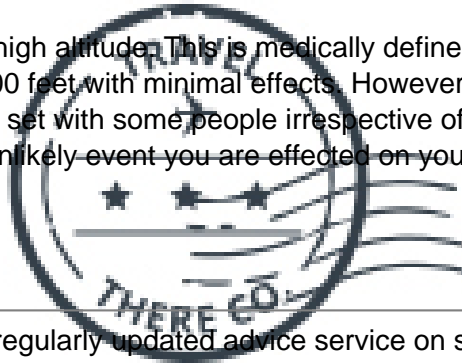 high altitude. This is medically define
00 feet with minimal effects. However
set with some people irrespective of
nlikely event you are effected on you
regularly updated advice service on s
TRAVEL
THERE CO.